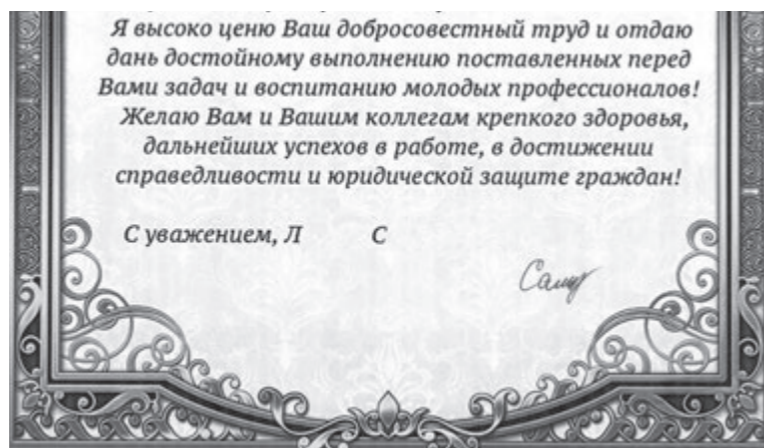 Я высоко ценю Ваш добросовестный труд и отдаю
дань достойному выполнению поставленных перед
Вами задач и воспитанию молодых профессионалов!
Желаю Вам и Вашим коллегам крепкого здоровья,
дальнейших успехов в работе, в достижении
справедливости и юридической защите граждан!
С уважением, Л С